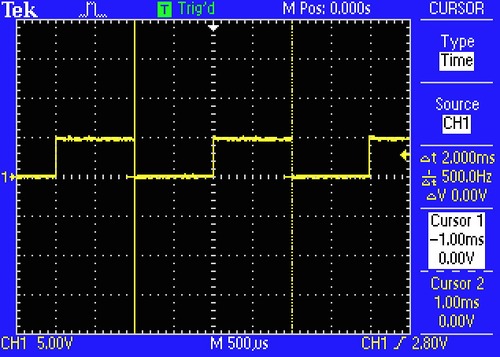 Tek T Trig'd M Pos: 0.000s CURSOR
Type
Time
Source
CH1
Δt 2.000ms
1/Δt 500.0Hz
ΔV 0.00V
Cursor 1
-1.00ms
0.00V
Cursor 2
1.00ms
0.00V
1
CH1 5.00V M 500µs CH1 / 2.80V